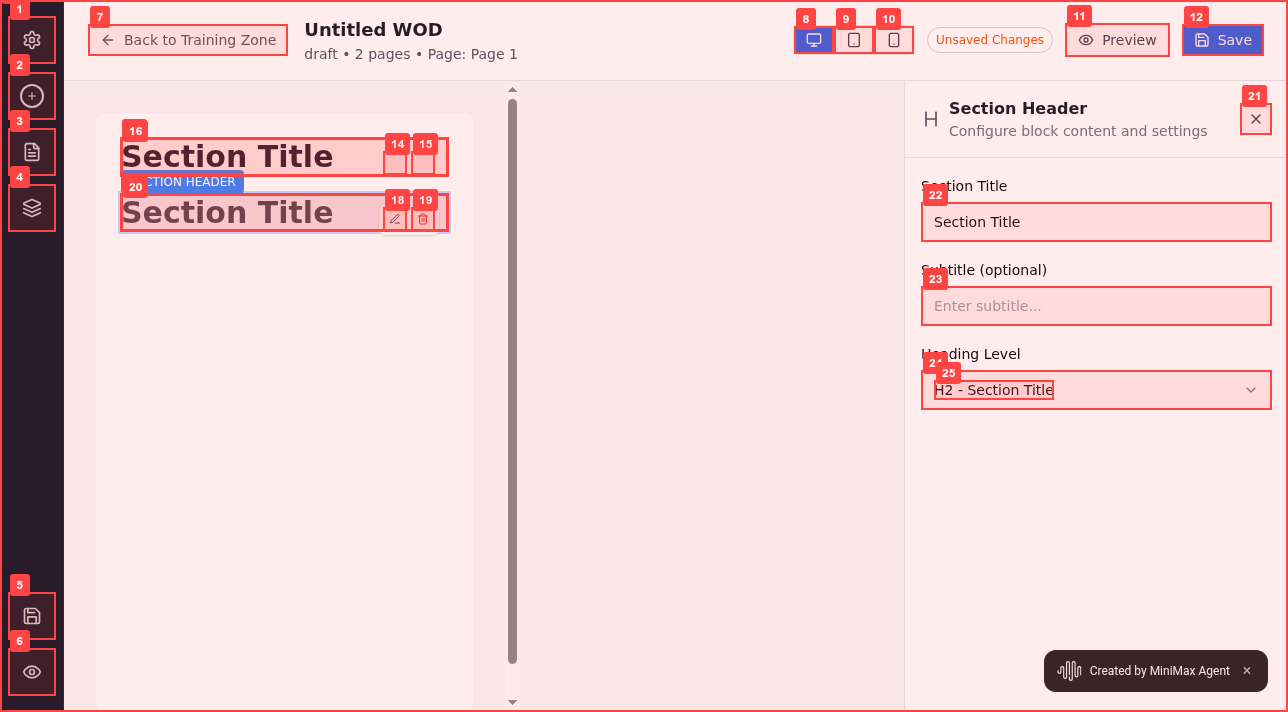 1
7
Back to Training Zone
Untitled WOD
draft • 2 pages • Page: Page 1
8
9
10
Unsaved Changes
11
Preview
12
Save
2
3
4
5
6
16
Section Title
14
15
20
CTION HEADER
Section Title
18
19
Section Header
Configure block content and settings
21
Section Title
22
Section Title
Subtitle (optional)
23
Enter subtitle...
Heading Level
24
25
H2 - Section Title
Created by MiniMax Agent